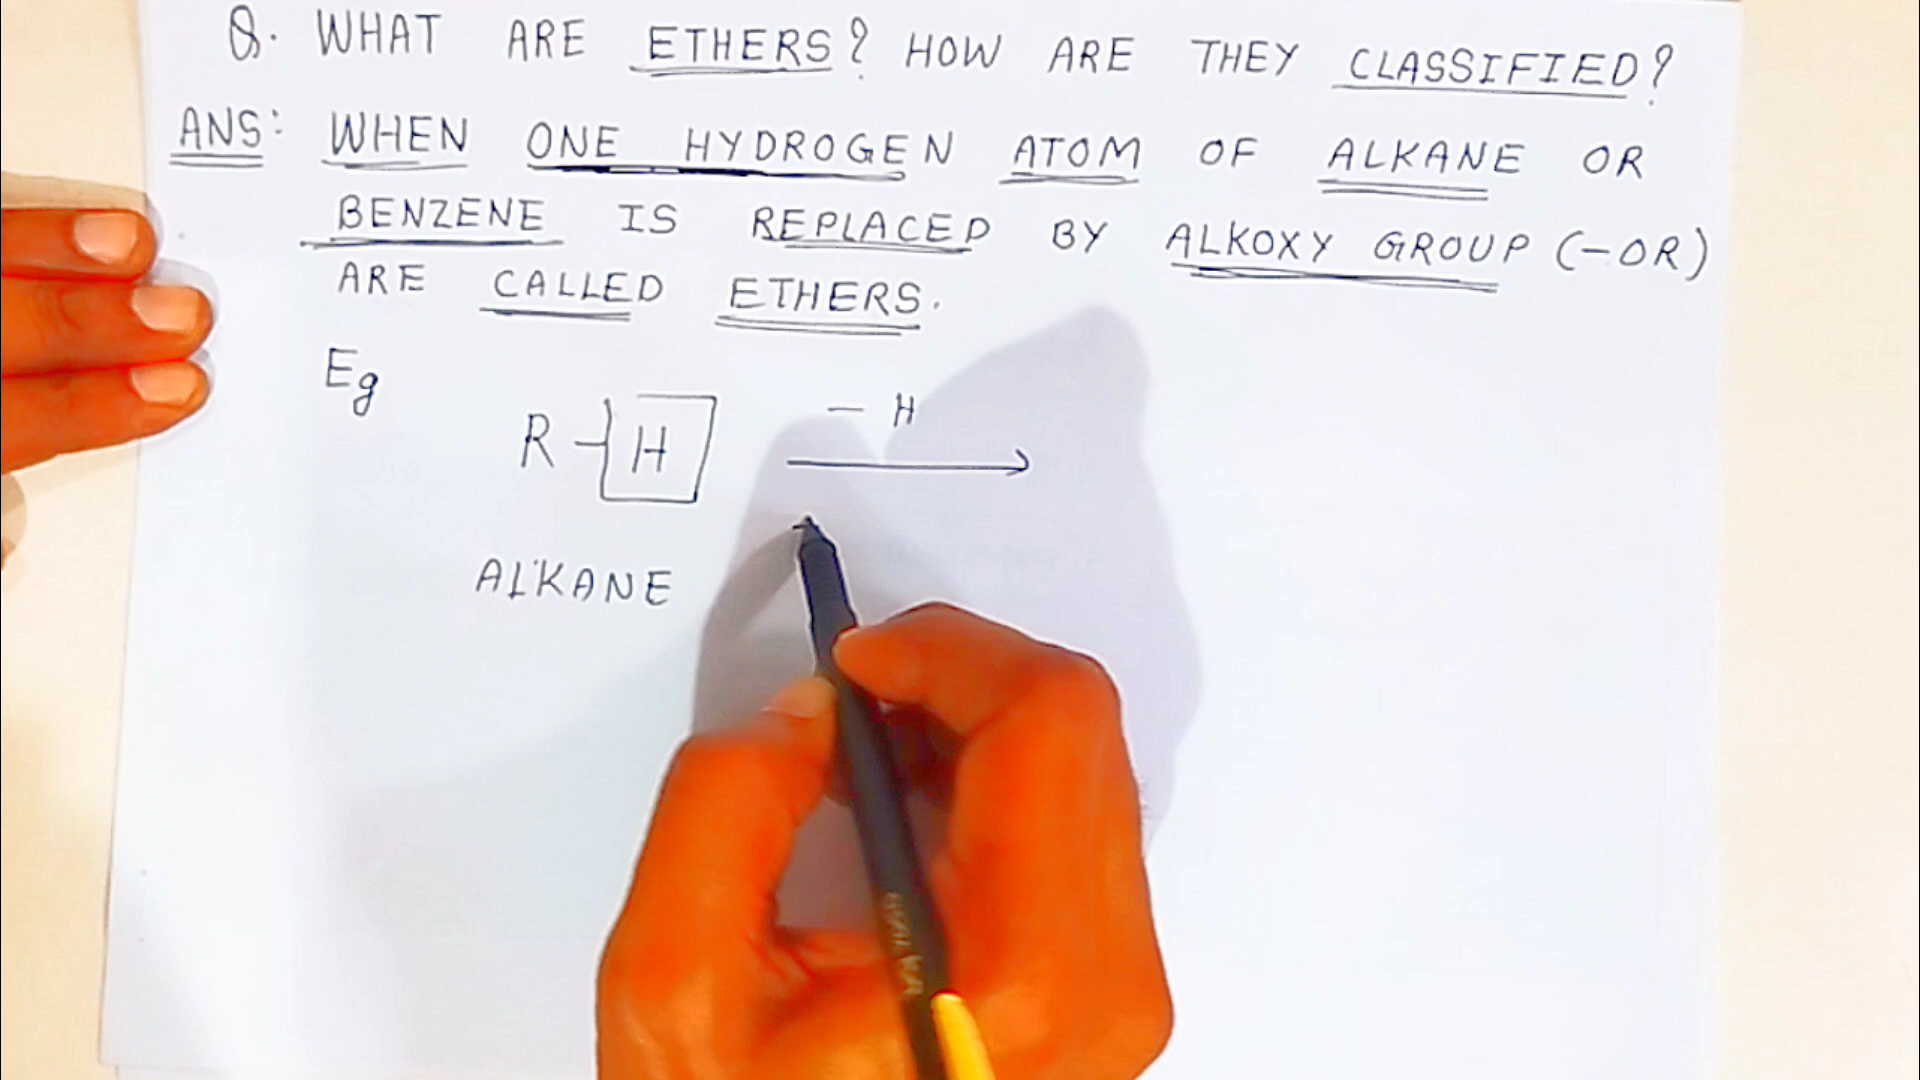 Q. WHAT ARE ETHERS? HOW ARE THEY CLASSIFIED?
ANS: WHEN ONE HYDROGEN ATOM OF ALKANE OR
BENZENE IS REPLACED BY ALKOXY GROUP (-OR)
ARE CALLED ETHERS.
Eg
- H
R - H
ALKANE